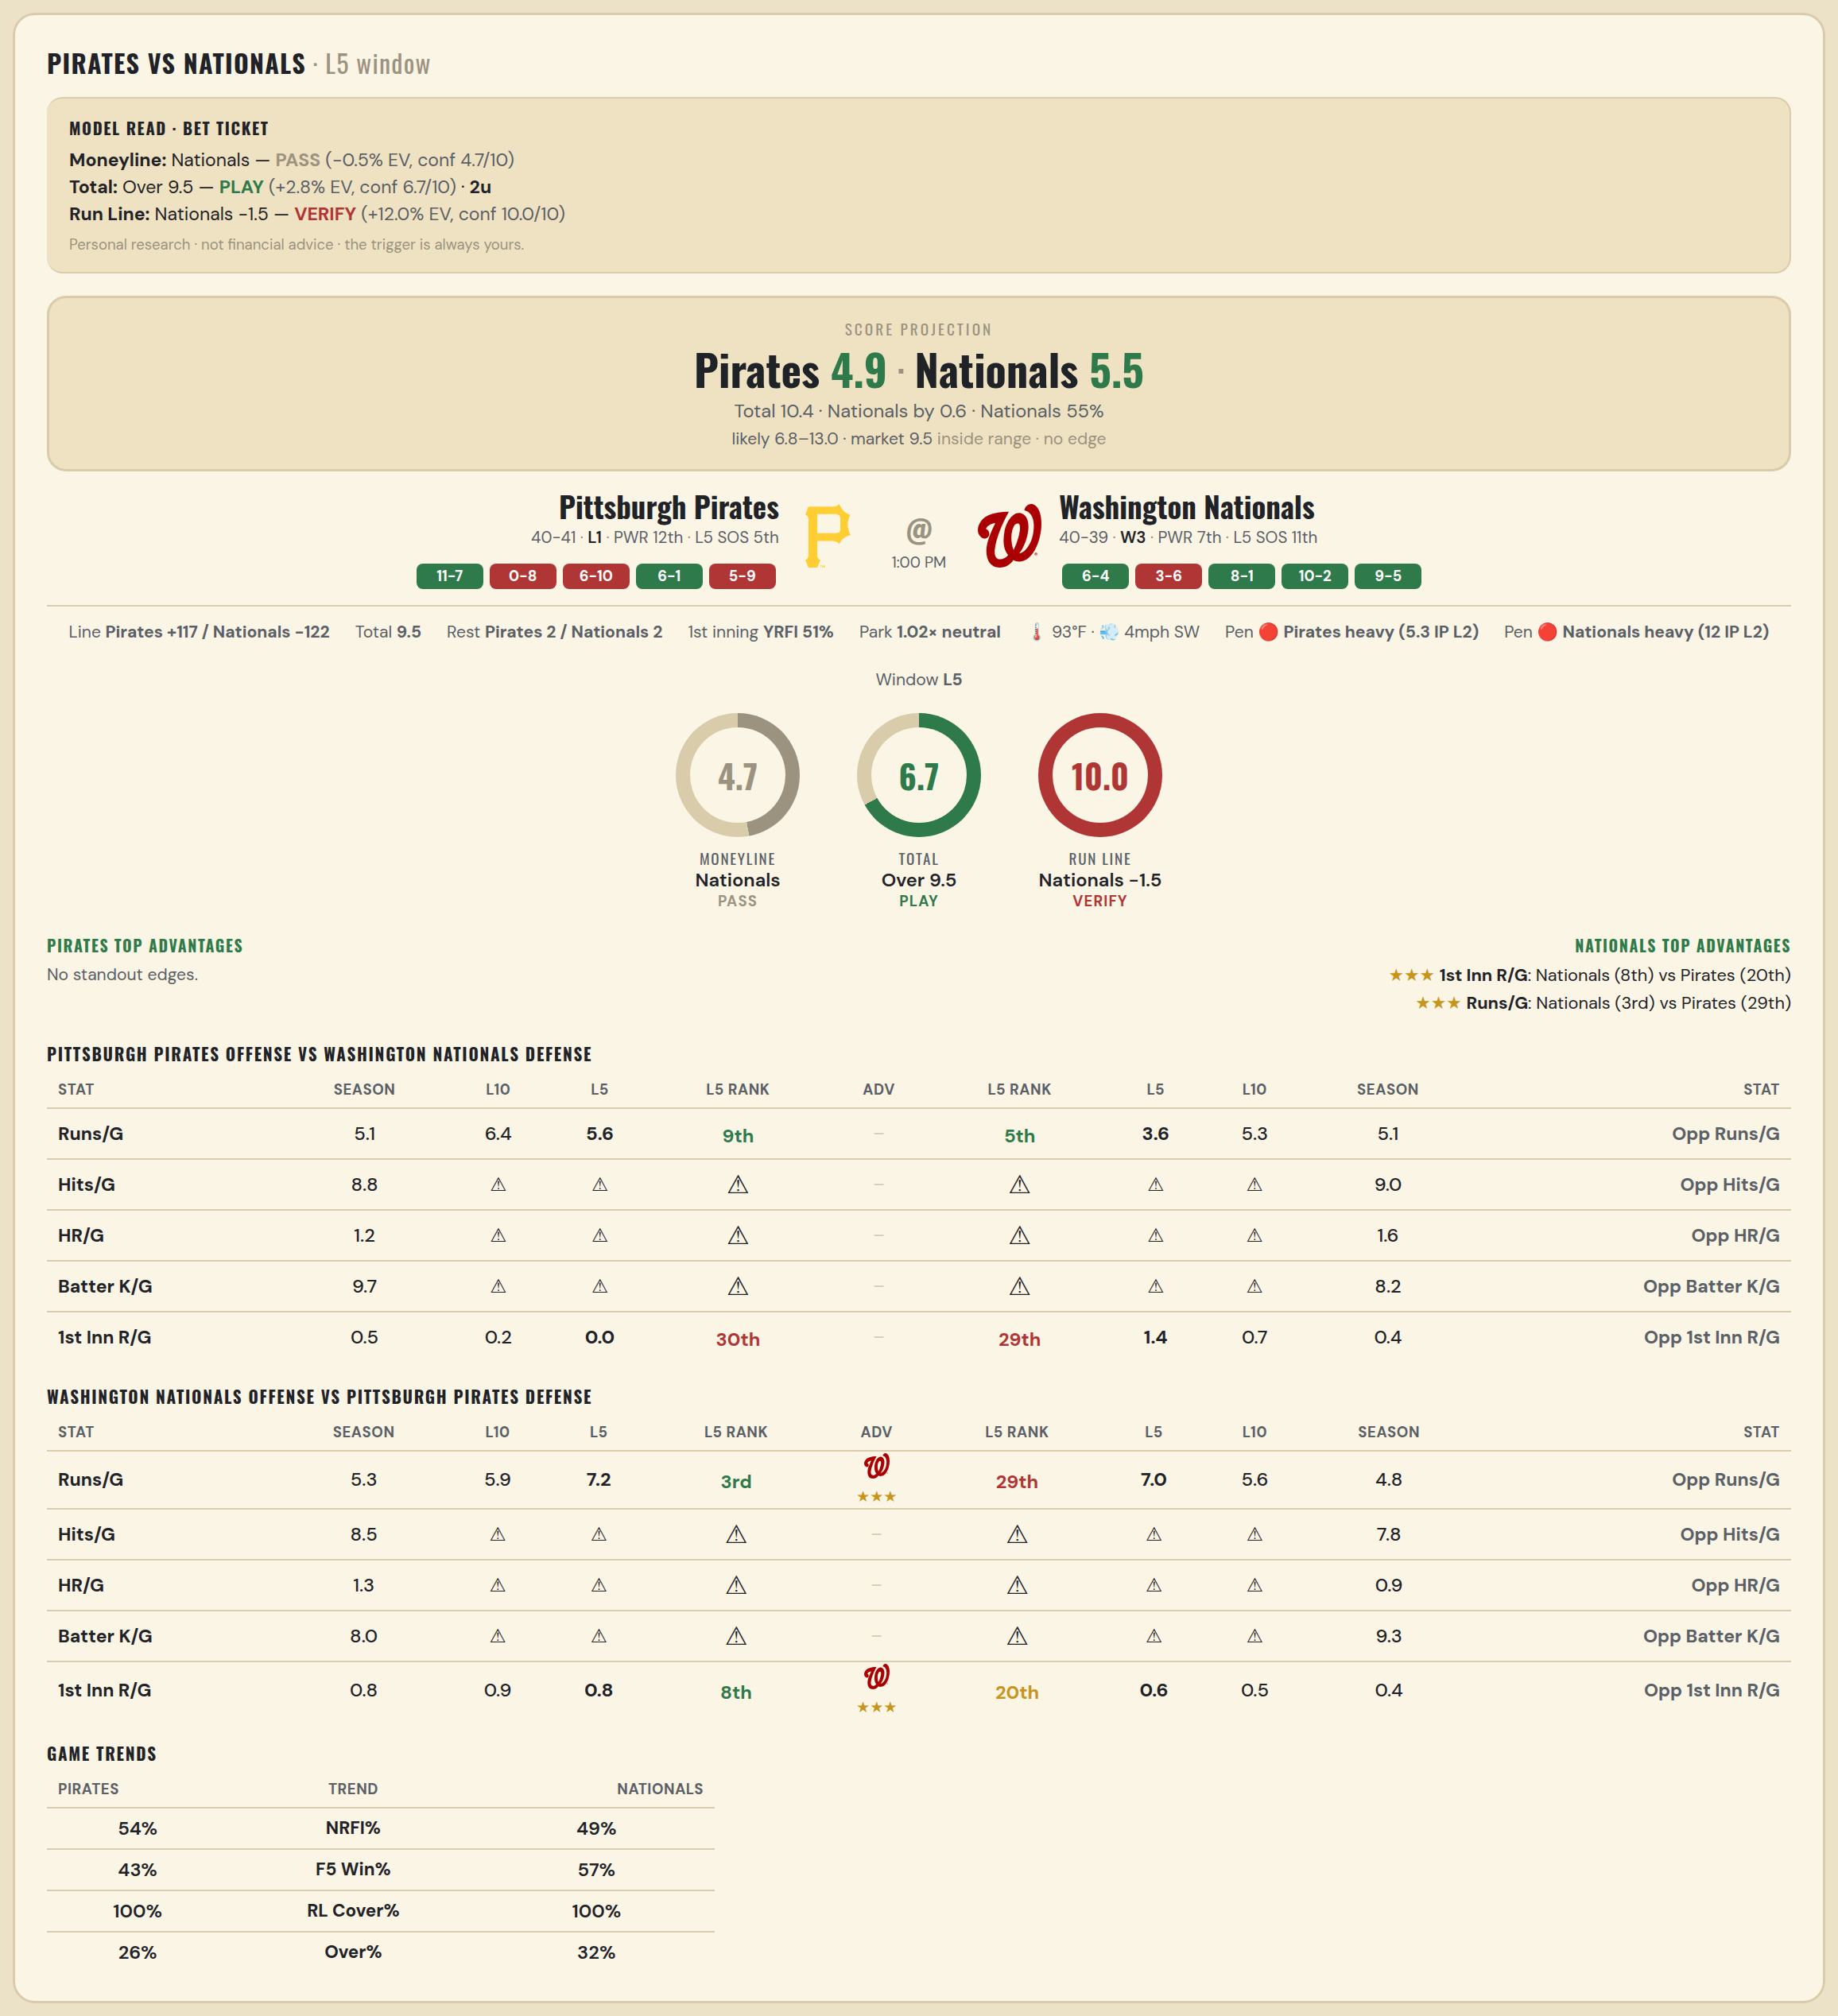 PIRATES VS NATIONALS · L5 window
MODEL READ · BET TICKET
Moneyline: Nationals — PASS (−0.5% EV, conf 4.7/10)
Total: Over 9.5 — PLAY (+2.8% EV, conf 6.7/10) · 2u
Run Line: Nationals −1.5 — VERIFY (+12.0% EV, conf 10.0/10)
Personal research · not financial advice · the trigger is always yours.
SCORE PROJECTION
Pirates 4.9 · Nationals 5.5
Total 10.4 · Nationals by 0.6 · Nationals 55%
likely 6.8–13.0 · market 9.5 inside range · no edge
Pittsburgh Pirates
40-41 · L1 · PWR 12th · L5 SOS 5th
11-7 0-8 6-10 6-1 5-9
P
@
1:00 PM
W
Washington Nationals
40-39 · W3 · PWR 7th · L5 SOS 11th
6-4 3-6 8-1 10-2 9-5
Line Pirates +117 / Nationals −122 Total 9.5 Rest Pirates 2 / Nationals 2 1st inning YRFI 51% Park 1.02× neutral 🌡️ 93°F · 💨 4mph SW Pen 🔴 Pirates heavy (5.3 IP L2) Pen 🔴 Nationals heavy (12 IP L2)
Window L5
4.7 6.7 10.0
MONEYLINE TOTAL RUN LINE
Nationals Over 9.5 Nationals −1.5
PASS PLAY VERIFY
PIRATES TOP ADVANTAGES
No standout edges.
NATIONALS TOP ADVANTAGES
★★★ 1st Inn R/G: Nationals (8th) vs Pirates (20th)
★★★ Runs/G: Nationals (3rd) vs Pirates (29th)
PITTSBURGH PIRATES OFFENSE VS WASHINGTON NATIONALS DEFENSE
STAT SEASON L10 L5 L5 RANK ADV L5 RANK L5 L10 SEASON STAT
Runs/G 5.1 6.4 5.6 9th — 5th 3.6 5.3 5.1 Opp Runs/G
Hits/G 8.8 ⚠ ⚠ ⚠ — ⚠ ⚠ ⚠ 9.0 Opp Hits/G
HR/G 1.2 ⚠ ⚠ ⚠ — ⚠ ⚠ ⚠ 1.6 Opp HR/G
Batter K/G 9.7 ⚠ ⚠ ⚠ — ⚠ ⚠ ⚠ 8.2 Opp Batter K/G
1st Inn R/G 0.5 0.2 0.0 30th — 29th 1.4 0.7 0.4 Opp 1st Inn R/G
WASHINGTON NATIONALS OFFENSE VS PITTSBURGH PIRATES DEFENSE
STAT SEASON L10 L5 L5 RANK ADV L5 RANK L5 L10 SEASON STAT
Runs/G 5.3 5.9 7.2 3rd W ★★★ 29th 7.0 5.6 4.8 Opp Runs/G
Hits/G 8.5 ⚠ ⚠ ⚠ — ⚠ ⚠ ⚠ 7.8 Opp Hits/G
HR/G 1.3 ⚠ ⚠ ⚠ — ⚠ ⚠ ⚠ 0.9 Opp HR/G
Batter K/G 8.0 ⚠ ⚠ ⚠ — ⚠ ⚠ ⚠ 9.3 Opp Batter K/G
1st Inn R/G 0.8 0.9 0.8 8th W ★★★ 20th 0.6 0.5 0.4 Opp 1st Inn R/G
GAME TRENDS
PIRATES TREND NATIONALS
54% NRFI% 49%
43% F5 Win% 57%
100% RL Cover% 100%
26% Over% 32%